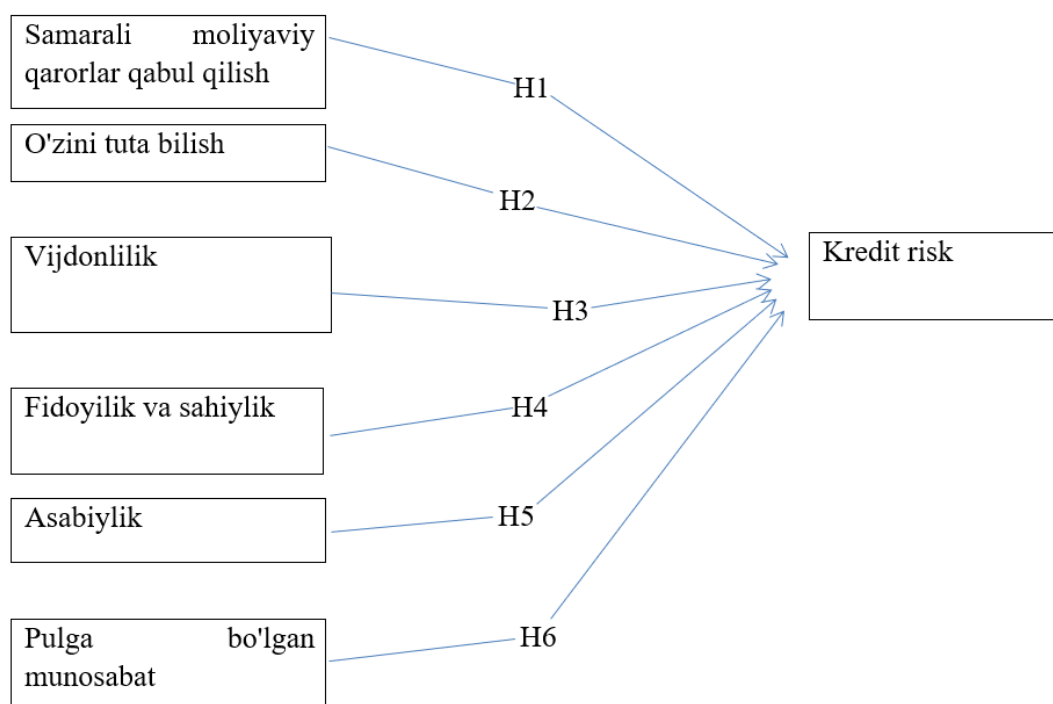 Samarali moliyaviy
qarorlar qabul qilish
H1
O'zini tuta bilish
H2
Vijdonlilik
Kredit risk
H3
Fidoyilik va sahiylik
H4
Asabiylik
H5
Pulga bo'lgan
munosabat
H6